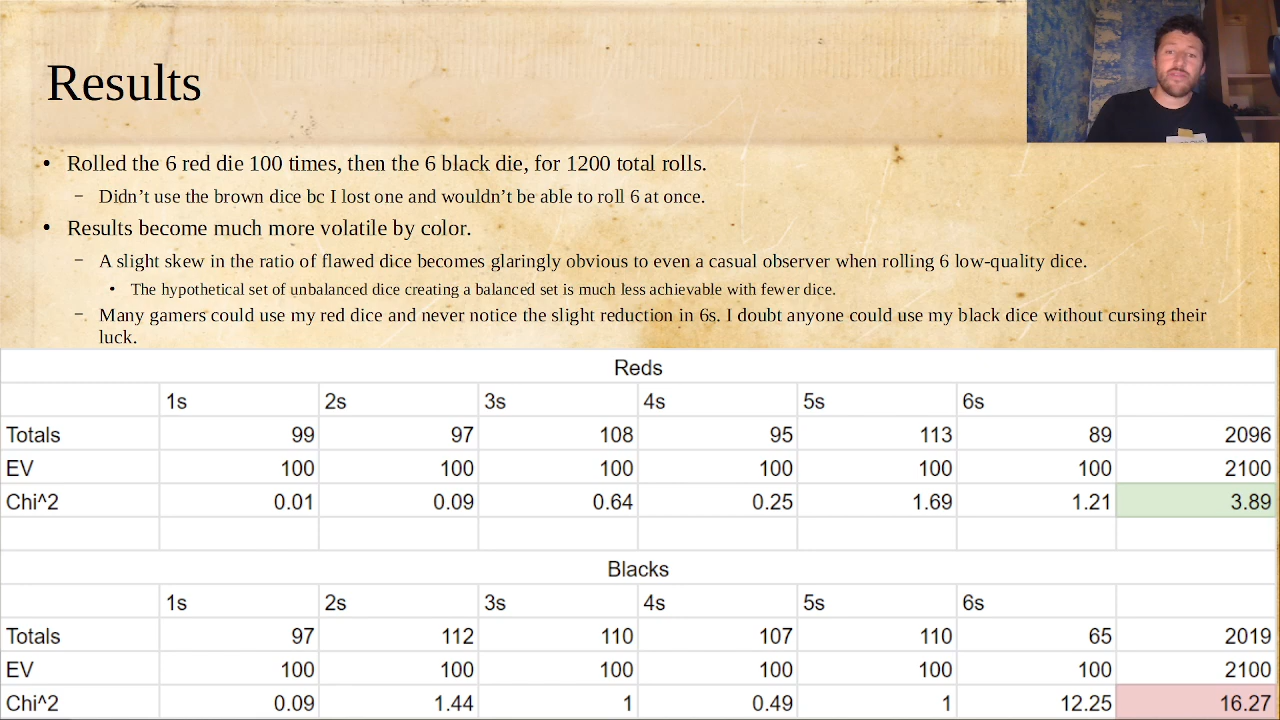 Results
• Rolled the 6 red die 100 times, then the 6 black die, for 1200 total rolls.
– Didn’t use the brown dice bc I lost one and wouldn’t be able to roll 6 at once.
• Results become much more volatile by color.
– A slight skew in the ratio of flawed dice becomes glaringly obvious to even a casual observer when rolling 6 low-quality dice.
• The hypothetical set of unbalanced dice creating a balanced set is much less achievable with fewer dice.
– Many gamers could use my red dice and never notice the slight reduction in 6s. I doubt anyone could use my black dice without cursing their
luck.
Reds
1s 2s 3s 4s 5s 6s
Totals 99 97 108 95 113 89 2096
EV 100 100 100 100 100 100 2100
Chi^2 0.01 0.09 0.64 0.25 1.69 1.21 3.89
Blacks
1s 2s 3s 4s 5s 6s
Totals 97 112 110 107 110 65 2019
EV 100 100 100 100 100 100 2100
Chi^2 0.09 1.44 1 0.49 1 12.25 16.27